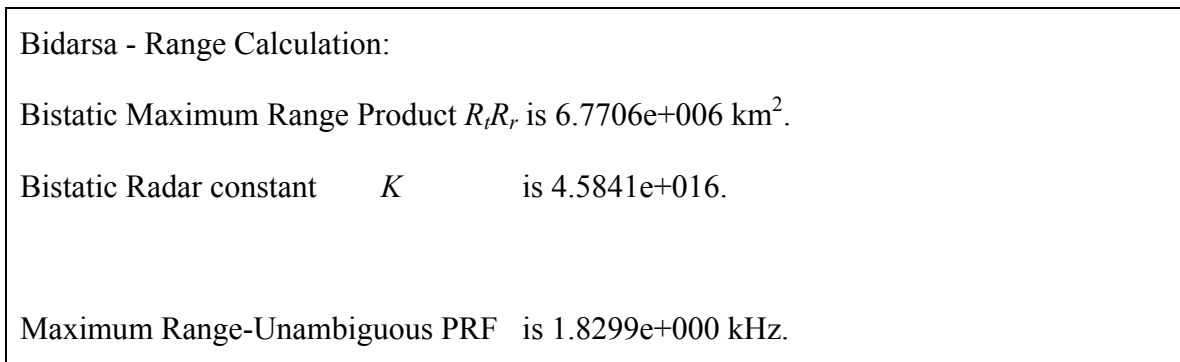 Bidarsa - Range Calculation:
Bistatic Maximum Range Product RₜRᵣ is 6.7706e+006 km².
Bistatic Radar constant K is 4.5841e+016.
Maximum Range-Unambiguous PRF is 1.8299e+000 kHz.